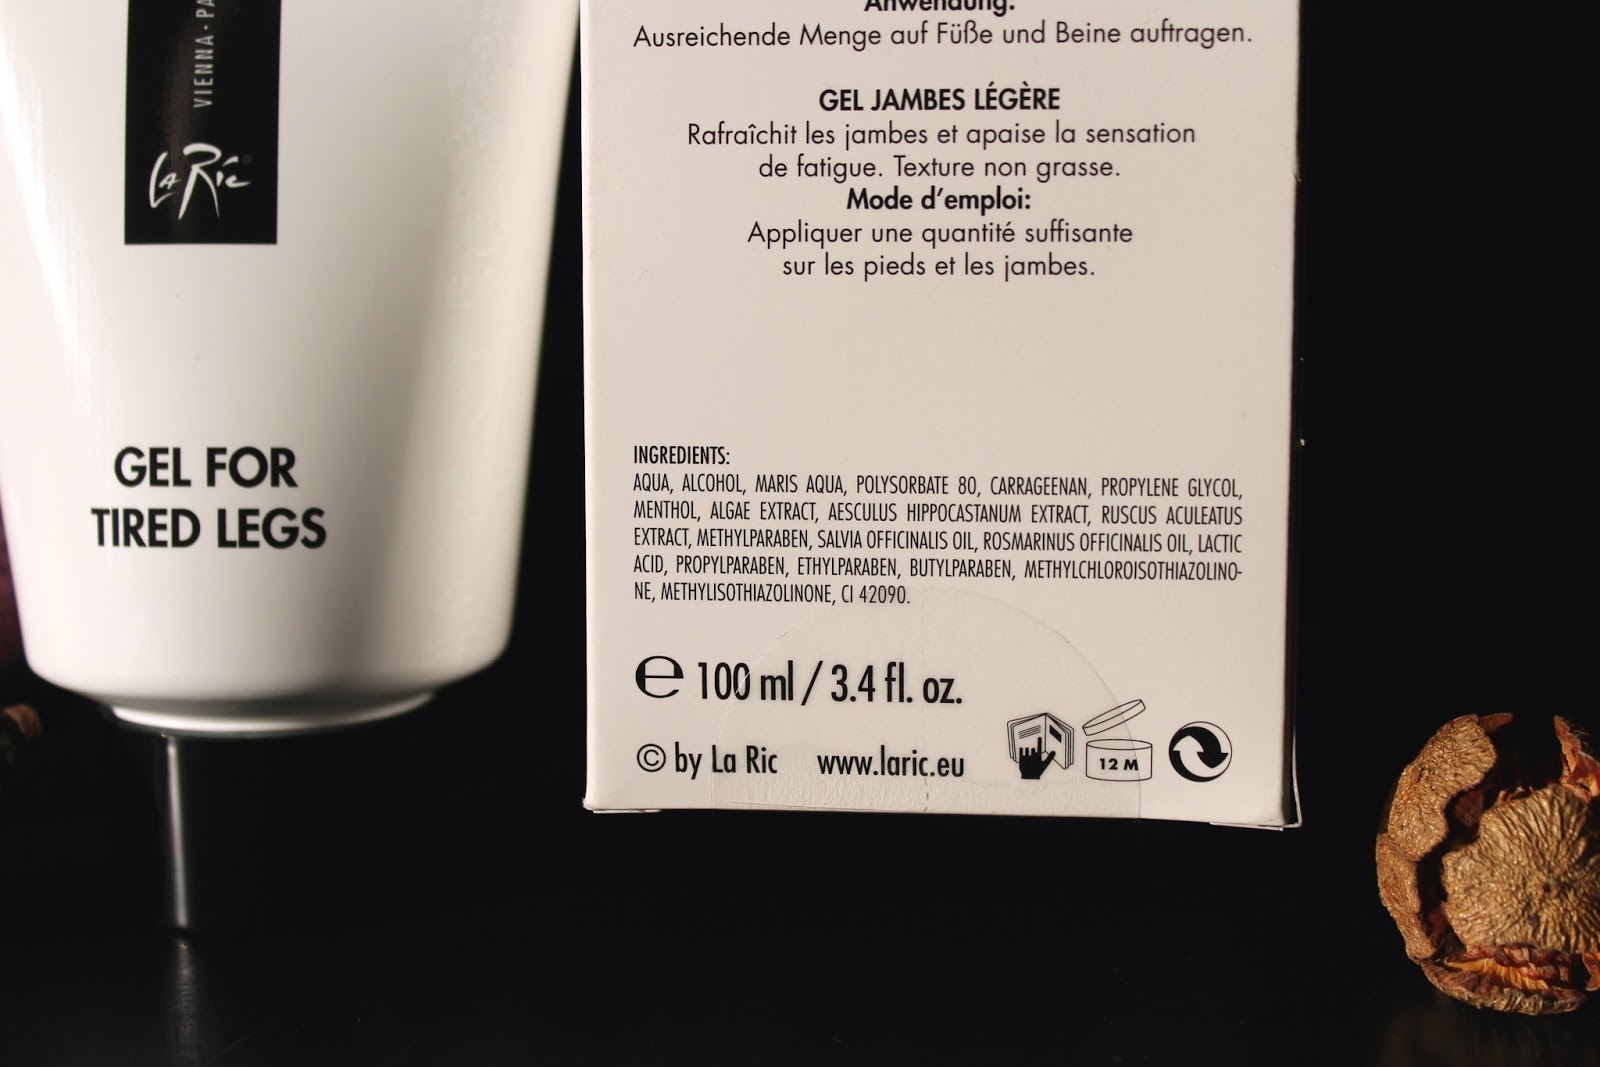 VIENNA · PA
LA Ric
GEL FOR
TIRED LEGS
Anwendung:
Ausreichende Menge auf Füße und Beine auftragen.
GEL JAMBES LÉGÈRE
Rafraîchit les jambes et apaise la sensation
de fatigue. Texture non grasse.
Mode d’emploi:
Appliquer une quantité suffisante
sur les pieds et les jambes.
INGREDIENTS:
AQUA, ALCOHOL, MARIS AQUA, POLYSORBATE 80, CARRAGEENAN, PROPYLENE GLYCOL,
MENTHOL, ALGAE EXTRACT, AESCULUS HIPPOCASTANUM EXTRACT, RUSCUS ACULEATUS
EXTRACT, METHYLPARABEN, SALVIA OFFICINALIS OIL, ROSMARINUS OFFICINALIS OIL, LACTIC
ACID, PROPYLPARABEN, ETHYLPARABEN, BUTYLPARABEN, METHYLCHLOROISOTHIAZOLINO-
NE, METHYLISOTHIAZOLINONE, CI 42090.
℮ 100 ml / 3.4 fl. oz.
© by La Ric www.laric.eu
12 M